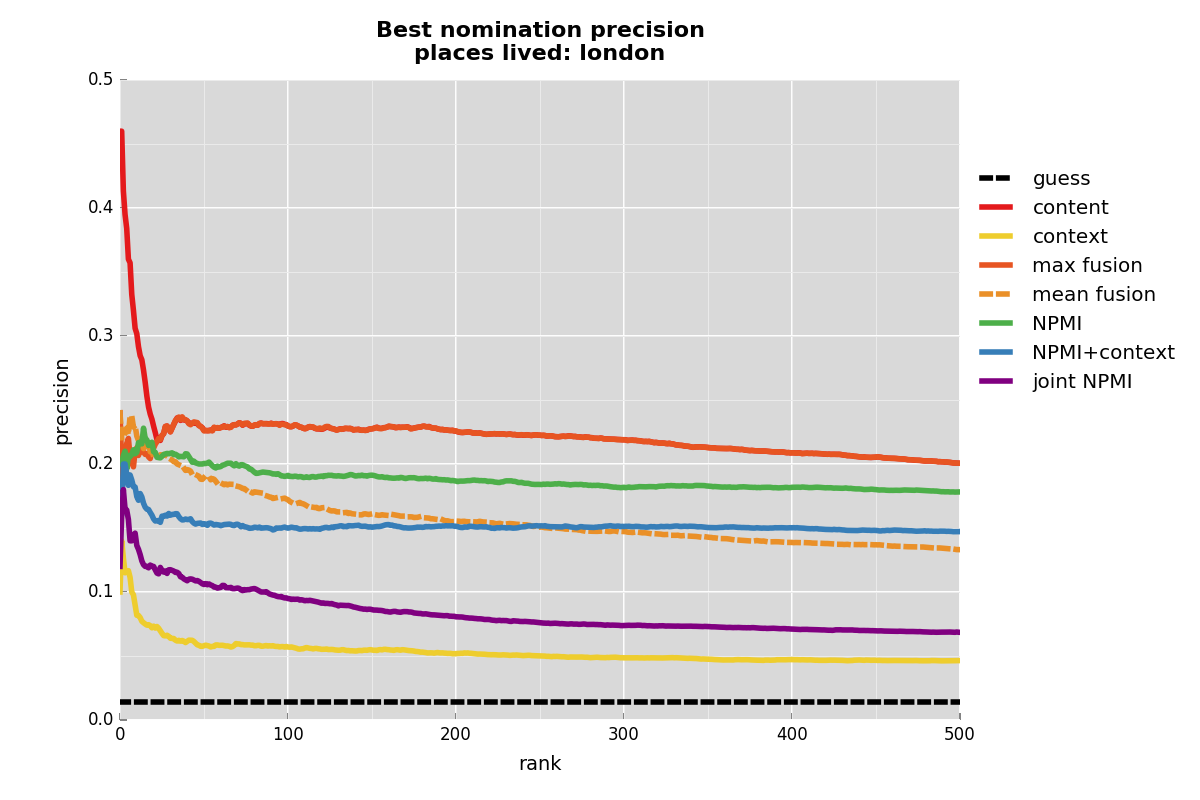 Best nomination precision
places lived: london
0.5
0.4
0.3
0.2
0.1
0.0
precision
0 100 200 300 400 500
rank
guess
content
context
max fusion
mean fusion
NPMI
NPMI+context
joint NPMI